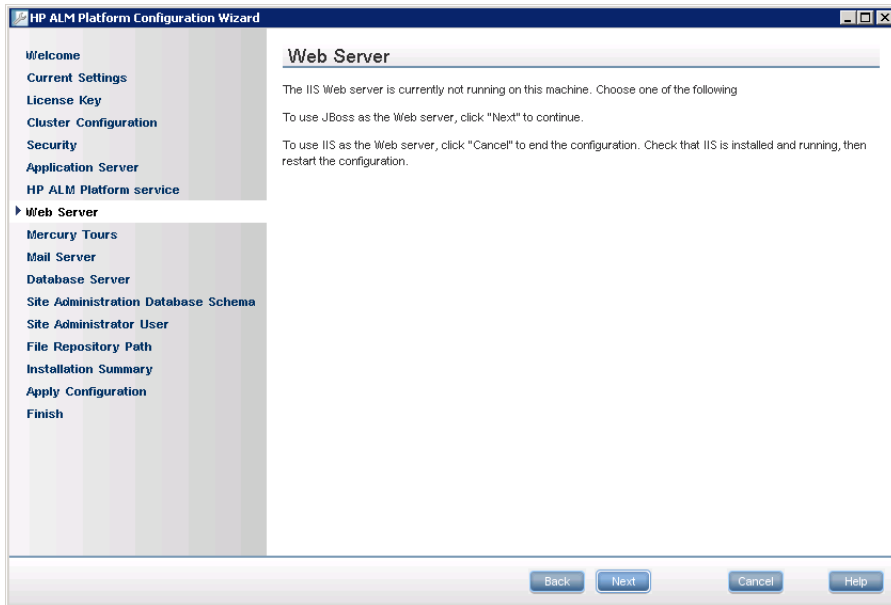 HP ALM Platform Configuration Wizard
Welcome
Current Settings
License Key
Cluster Configuration
Security
Application Server
HP ALM Platform service
Web Server
Mercury Tours
Mail Server
Database Server
Site Administration Database Schema
Site Administrator User
File Repository Path
Installation Summary
Apply Configuration
Finish
Web Server
The IIS Web server is currently not running on this machine. Choose one of the following
To use JBoss as the Web server, click "Next" to continue.
To use IIS as the Web server, click "Cancel" to end the configuration. Check that IIS is installed and running, then
restart the configuration.
Back Next Cancel Help